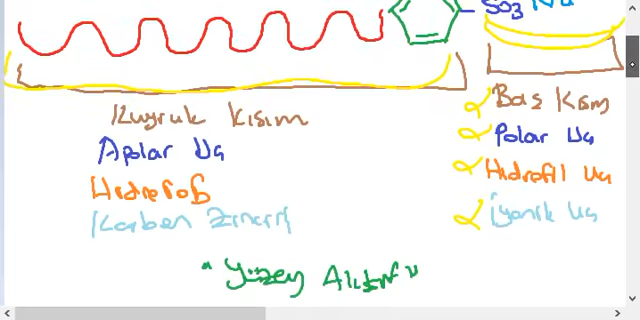 SO3 Na
Kuyruk Kısım
Apolar Uç
Hidrofob
Karbon Zinciri
Baş Kısım
Polar Uç
Hidrofil Uç
İyonik Uç
"Yüzey Aktif"